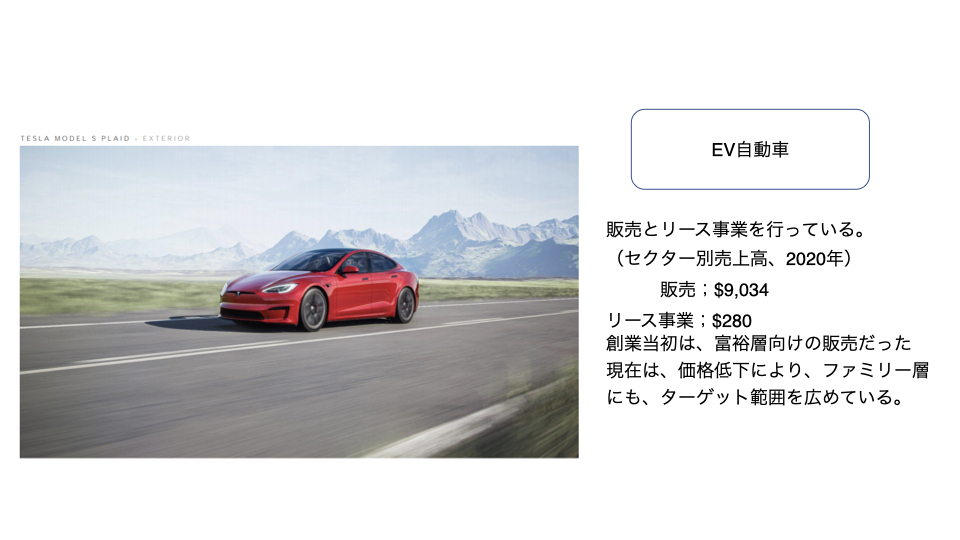 TESLA MODEL S PLAID - EXTERIOR
EV自動車
販売とリース事業を行っている。
（セクター別売上高、2020年）
販売；$9,034
リース事業；$280
創業当初は、富裕層向けの販売だった
現在は、価格低下により、ファミリー層
にも、ターゲット範囲を広めている。